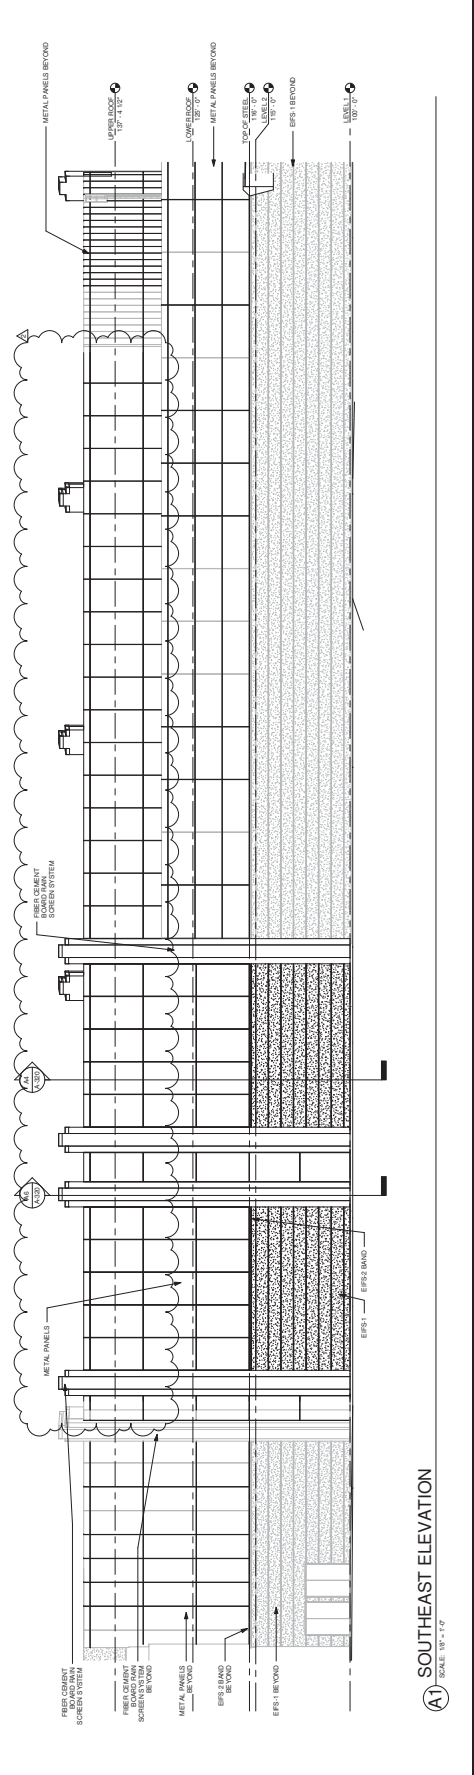 FIBER CEMENT
BOARD RAIN
SCREEN SYSTEM
FIBER CEMENT
BOARD RAIN
SCREEN SYSTEM
BEYOND
METAL PANELS
BEYOND
EIFS-2 BAND
BEYOND
EIFS-1 BEYOND
METAL PANELS
A6
A-320
A4
A-320
FIBER CEMENT
BOARD RAIN
SCREEN SYSTEM
2
METAL PANELS BEYOND
UPPER ROOF
137' - 4 1/2"
LOWER ROOF
125' - 0"
METAL PANELS BEYOND
TOP OF STEEL
116' - 0"
LEVEL 2
115' - 0"
EIFS-1 BEYOND
LEVEL 1
100' - 0"
EIFS-1
EIFS-2 BAND
A1
SOUTHEAST ELEVATION
SCALE: 1/8" = 1'-0"